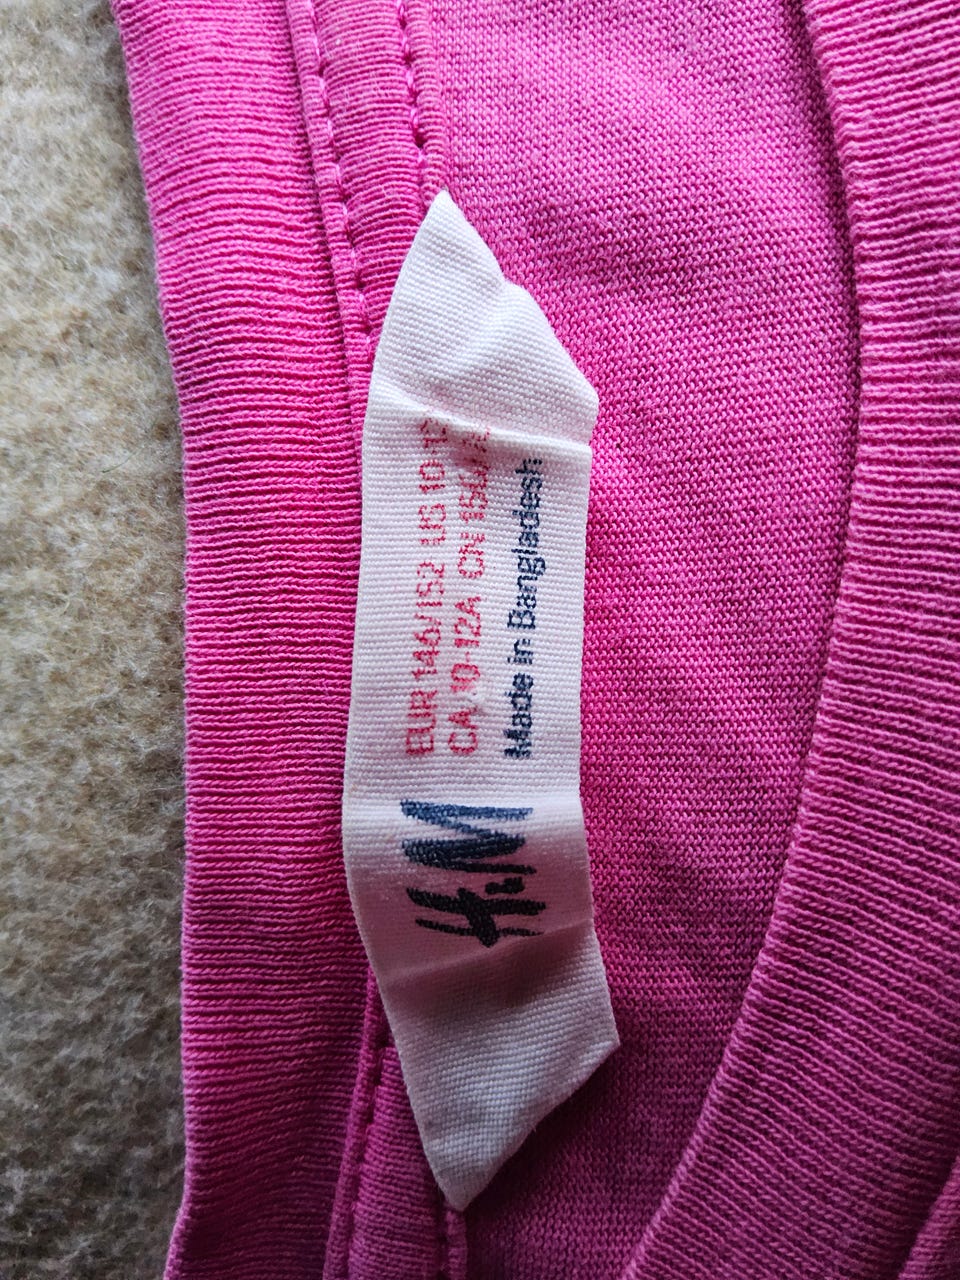 H&M
EUR 146/152 US 10-12
CA 10-12A CN
Made in Bangladesh